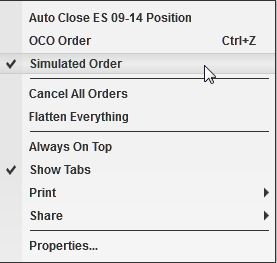 Auto Close ES 09-14 Position
OCO Order Ctrl+Z
Simulated Order
Cancel All Orders
Flatten Everything
Always On Top
Show Tabs
Print
Share
Properties...